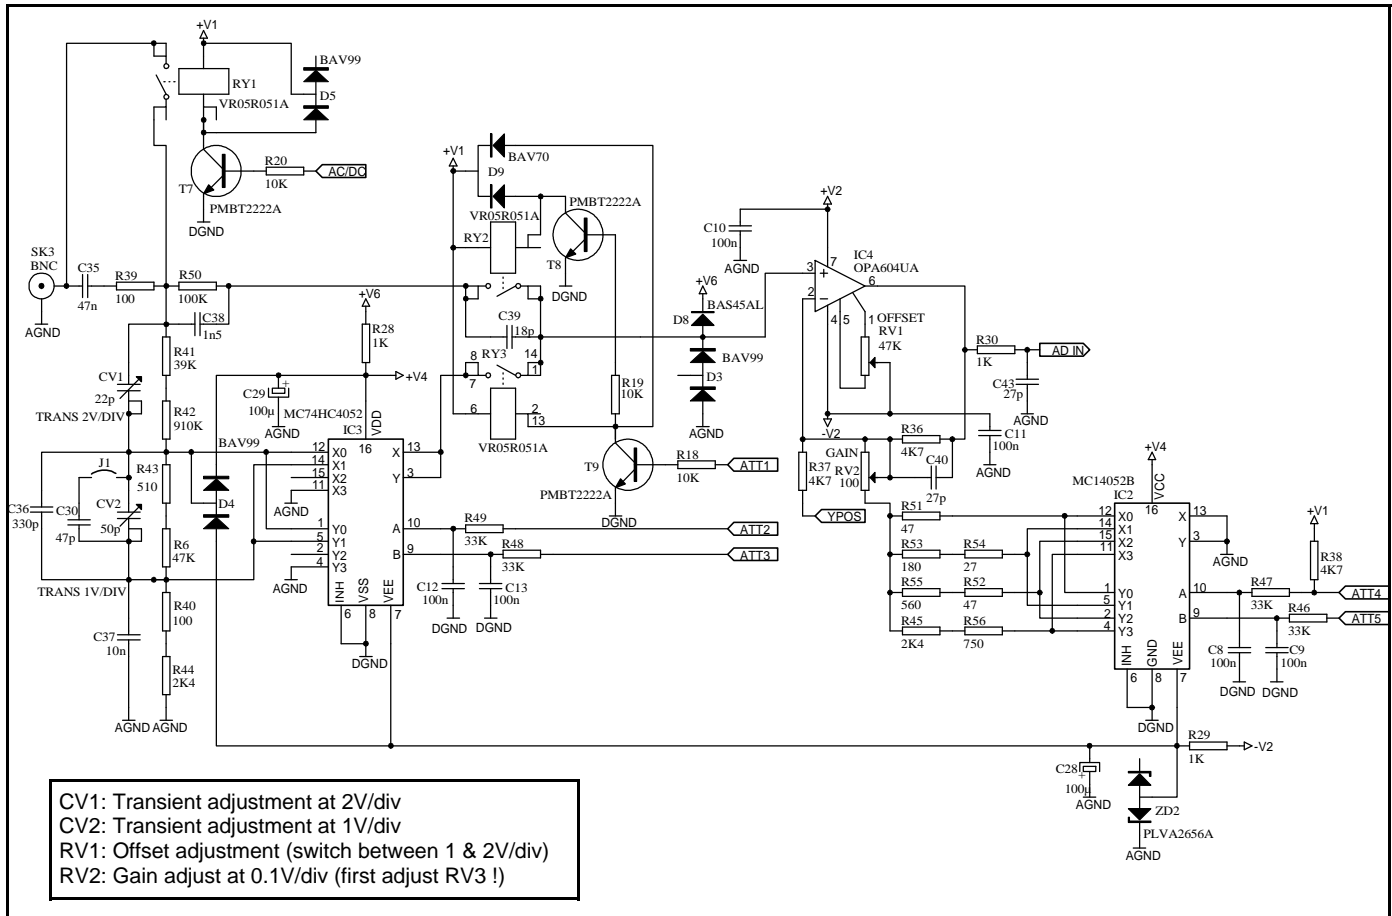 +V1
BAV99
RY1
VR05R051A
D5
R20
10K
AC/DC
T7
PMBT2222A
DGND
SK3
BNC
C35
47n
R39
100
R50
100K
C38
1n5
AGND
R41
39K
CV1
22p
TRANS 2V/DIV
R42
910K
BAV99
J1
R43
510
D4
C36
330p
C30
47p
CV2
50p
R6
47K
TRANS 1V/DIV
R40
100
C37
10n
R44
2K4
AGND AGND
+V6
R28
1K
+V4
C29
+
100µ
AGND
MC74HC4052
IC3
VDD
16
12 X0 X 13
14 X1
15 X2 Y 3
11 X3
AGND
1 Y0 A 10
5 Y1
2 Y2 B 9
4 Y3
AGND
INH VSS VEE
6 8 7
DGND
R49
33K
ATT2
R48
33K
ATT3
C12
100n
DGND
C13
100n
DGND
+V1
BAV70
D9
PMBT2222A
VR05R051A
RY2
T8
DGND
C39
18p
8
7
RY3
14
1
6 2
13
VR05R051A
R19
10K
T9
PMBT2222A
DGND
R18
10K
ATT1
+V2
C10
100n
AGND
IC4
OPA604UA
3 + 7
2 - 6
4 5 1
+V6
BAS45AL
D8
BAV99
D3
AGND
OFFSET
RV1
47K
-V2
R30
1K
AD IN
C43
27p
AGND
C11
100n
AGND
GAIN
R36
4K7
R37
4K7
RV2
100
C40
27p
YPOS
R51
47
R53
180
R54
27
R55
560
R52
47
R45
2K4
R56
750
+V4
MC14052B
IC2
VCC
16
12 X0 X 13
14 X1
15 X2 Y 3
11 X3
AGND
1 Y0 A 10
5 Y1
2 Y2 B 9
4 Y3
INH GND VEE
6 8 7
DGND
+V1
R38
4K7
R47
33K
ATT4
R46
33K
ATT5
C8
100n
DGND
C9
100n
DGND
R29
1K
-V2
C28
+
100µ
AGND
ZD2
PLVA2656A
AGND
CV1: Transient adjustment at 2V/div
CV2: Transient adjustment at 1V/div
RV1: Offset adjustment (switch between 1 & 2V/div)
RV2: Gain adjust at 0.1V/div (first adjust RV3 !)